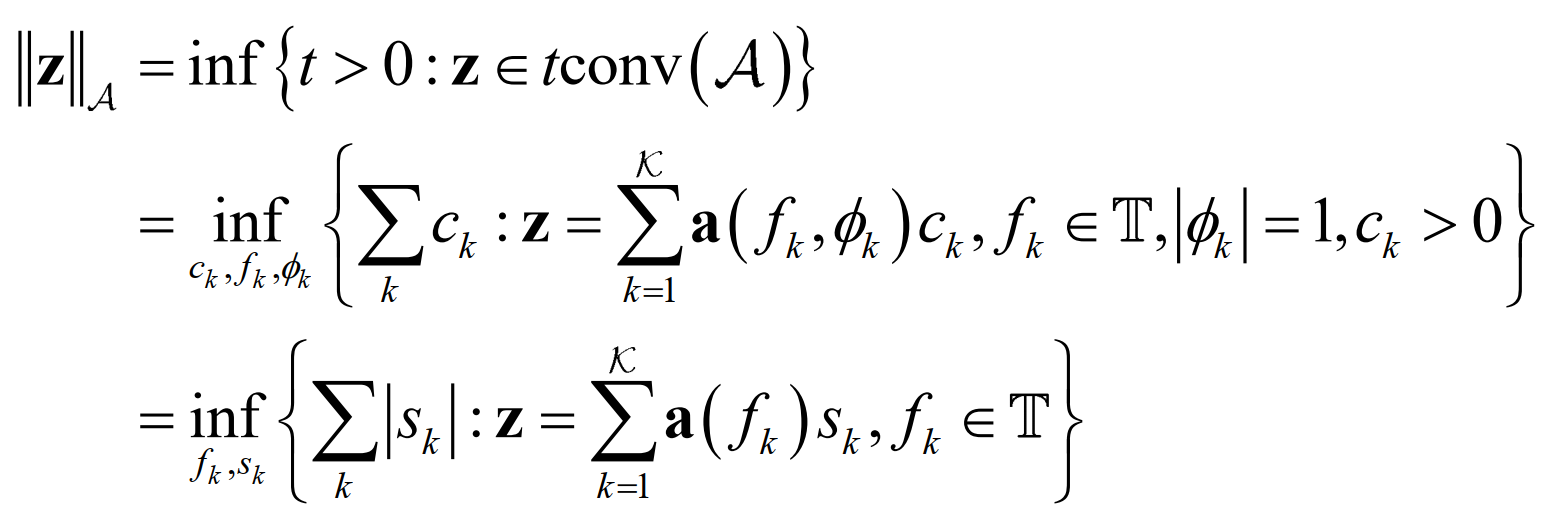 ‖𝐳‖_𝒜 = inf{t > 0 : 𝐳 ∈ tconv(𝒜)}
= inf_{c_k, f_k, ϕ_k} {∑_k c_k : 𝐳 = ∑_{k=1}^{𝒦} 𝐚(f_k, ϕ_k)c_k, f_k ∈ 𝕋, |ϕ_k| = 1, c_k > 0}
= inf_{f_k, s_k} {∑_k |s_k| : 𝐳 = ∑_{k=1}^{𝒦} 𝐚(f_k)s_k, f_k ∈ 𝕋}